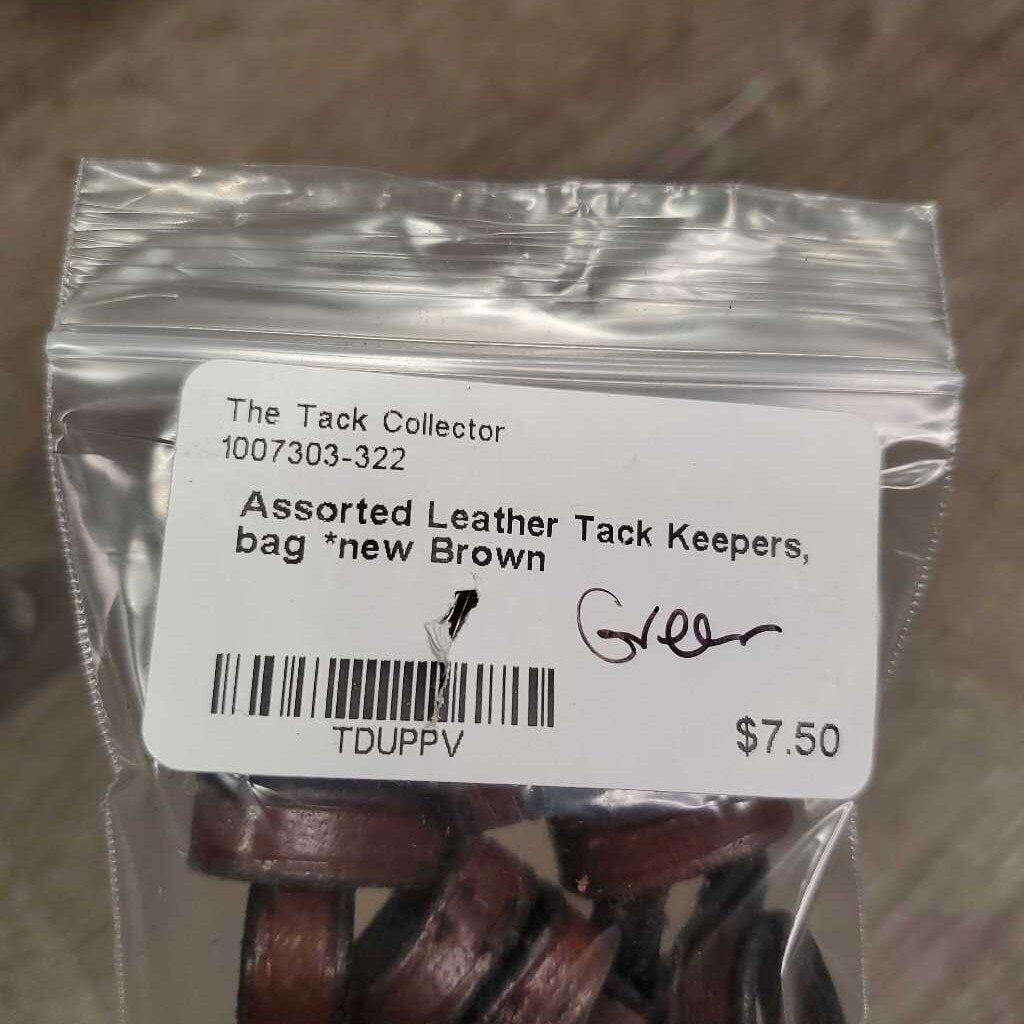 The Tack Collector
1007303-322
Assorted Leather Tack Keepers,
bag *new Brown
Green
TDUPPV
$7.50